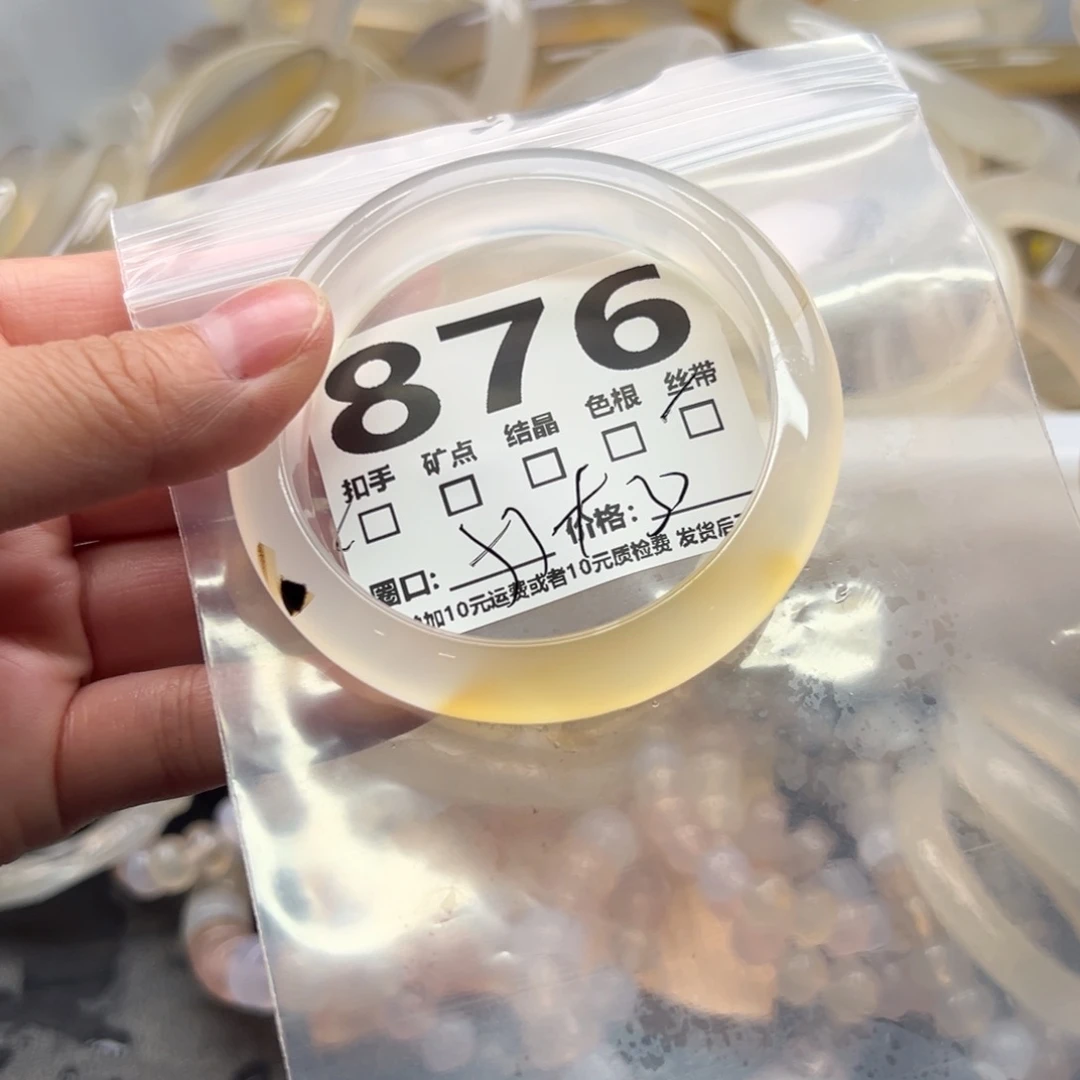 876
扣手 矿点 结晶 色根 丝带
圈口: 价格:
加10元运费或者10元质检费 发货后